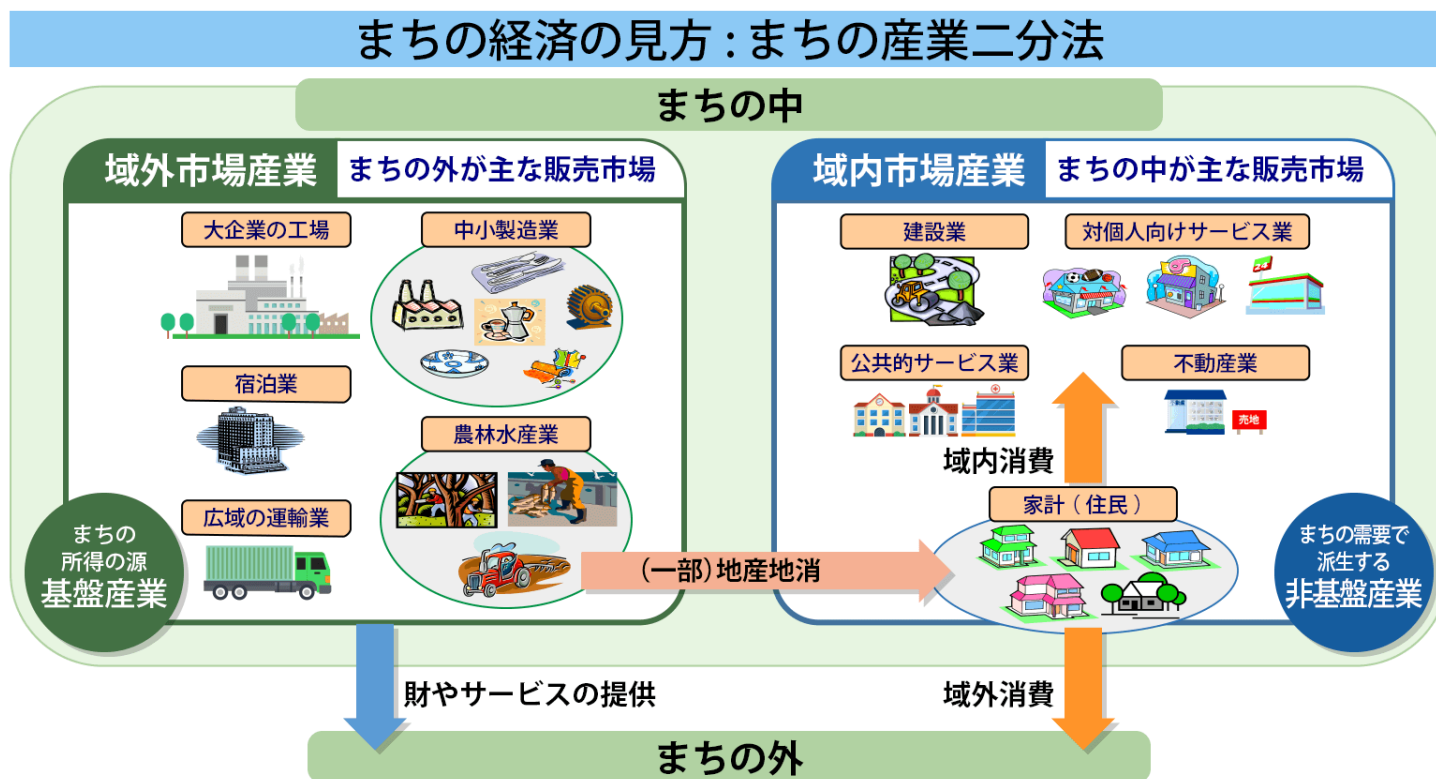 まちの経済の見方 : まちの産業二分法
まちの中
域外市場産業
まちの外が主な販売市場
大企業の工場
中小製造業
宿泊業
農林水産業
広域の運輸業
まちの
所得の源
基盤産業
域内市場産業
まちの中が主な販売市場
建設業
対個人向けサービス業
24
公共的サービス業
不動産業
売地
域内消費
家計 ( 住民 )
(一部) 地産地消
まちの需要で
派生する
非基盤産業
財やサービスの提供
域外消費
まちの外